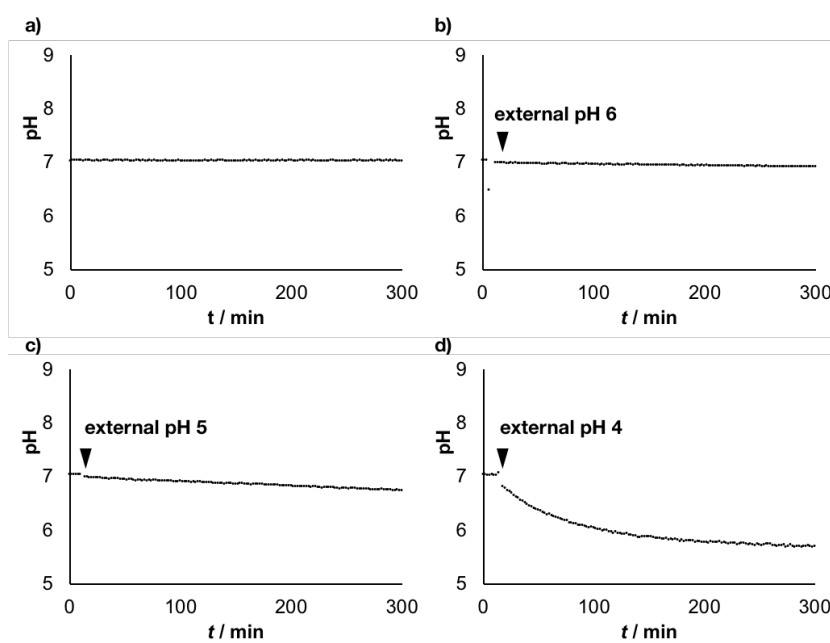 a)
9
8
7
6
5
pH
0 100 200 300
t / min
b)
9
8
7
6
5
pH
external pH 6
0 100 200 300
t / min
c)
9
8
7
6
5
pH
external pH 5
0 100 200 300
t / min
d)
9
8
7
6
5
pH
external pH 4
0 100 200 300
t / min